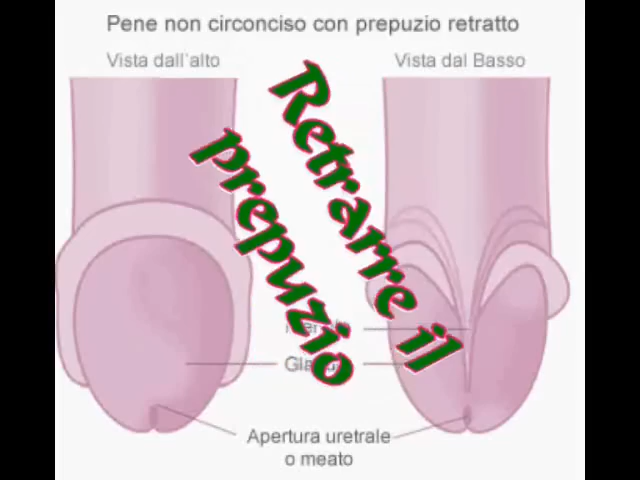 Pene non circonciso con prepuzio retratto
Vista dall'alto
Vista dal Basso
Retrarre il
prepuzio
Apertura uretrale
o meato